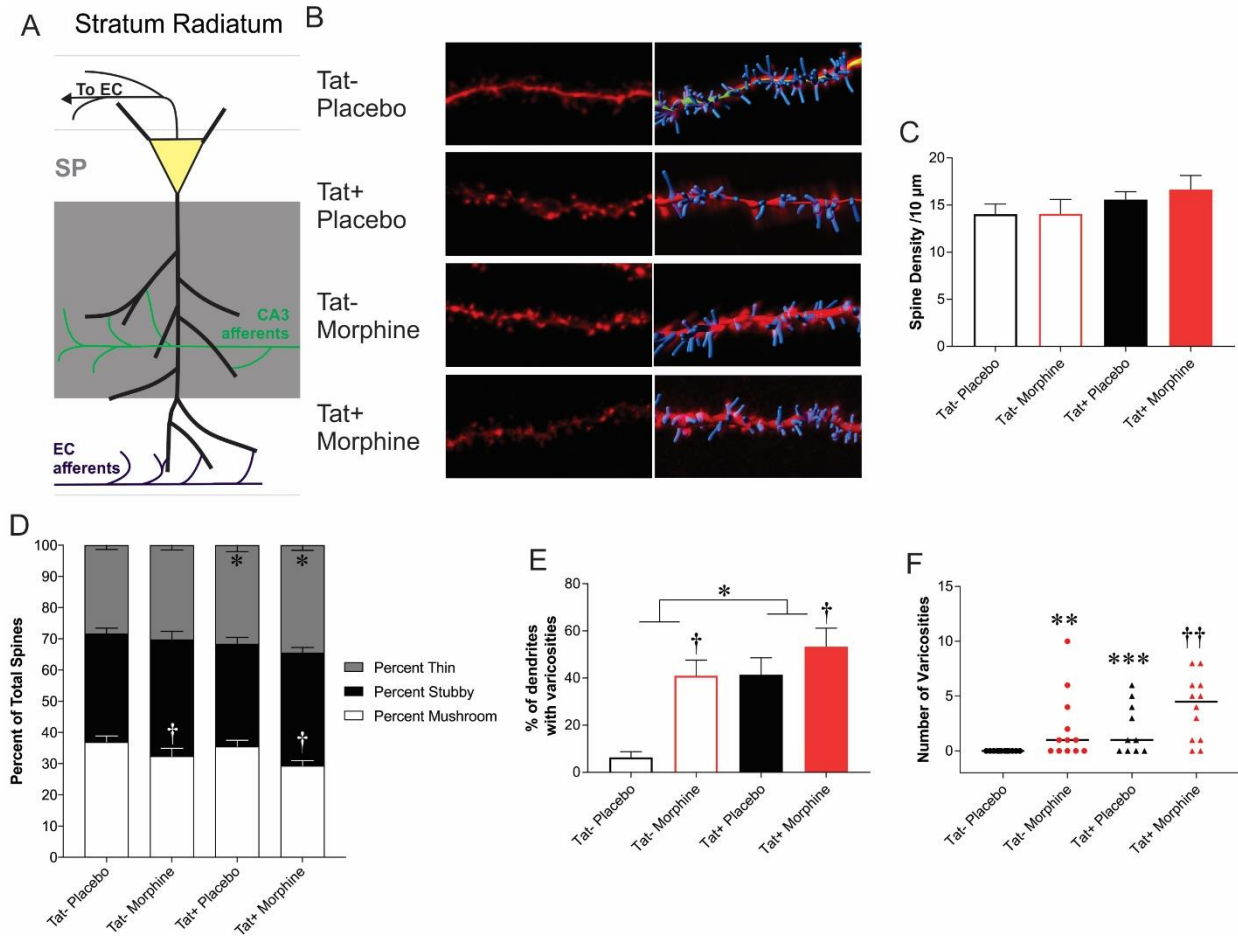 A
Stratum Radiatum
To EC
SP
CA3
afferents
EC
afferents
B
Tat-
Placebo
Tat+
Placebo
Tat-
Morphine
Tat+
Morphine
C
Spine Density /10 µm
20
15
10
5
0
Tat- Placebo
Tat- Morphine
Tat+ Placebo
Tat+ Morphine
D
Percent of Total Spines
100
90
80
70
60
50
40
30
20
10
0
*
*
†
†
Tat- Placebo
Tat- Morphine
Tat+ Placebo
Tat+ Morphine
Percent Thin
Percent Stubby
Percent Mushroom
E
% of dendrites
with varicosities
80
60
40
20
0
*
†
†
Tat- Placebo
Tat- Morphine
Tat+ Placebo
Tat+ Morphine
F
Number of Varicosities
15
10
5
0
**
***
††
Tat- Placebo
Tat- Morphine
Tat+ Placebo
Tat+ Morphine